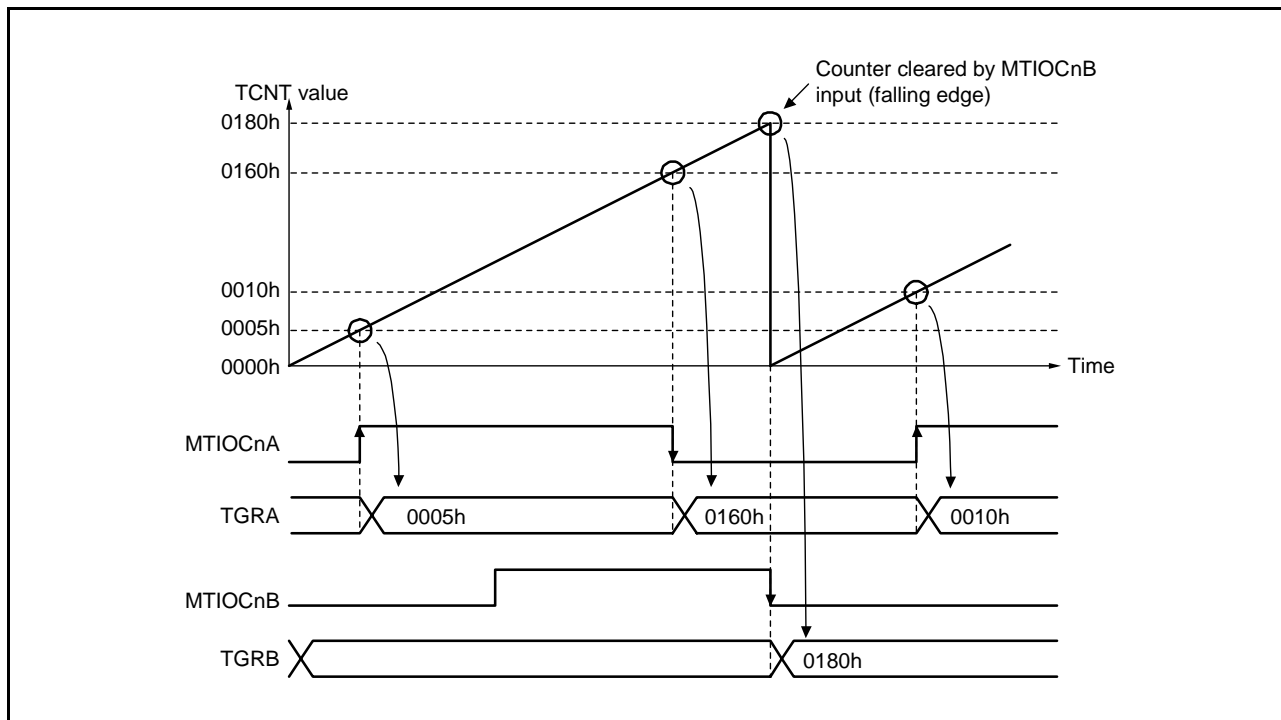 Counter cleared by MTIOCnB
input (falling edge)
TCNT value
0180h
0160h
0010h
0005h
0000h
Time
MTIOCnA
TGRA
0005h
0160h
0010h
MTIOCnB
TGRB
0180h